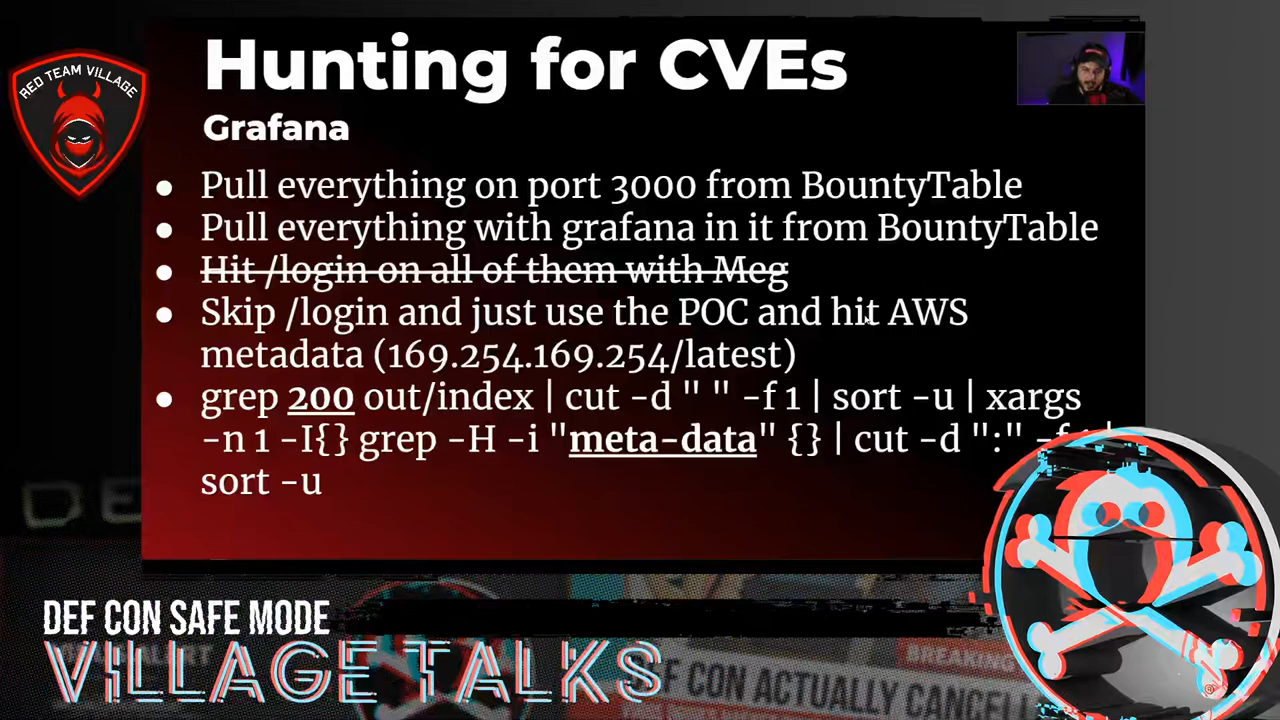 RED TEAM VILLAGE
Hunting for CVEs
Grafana
● Pull everything on port 3000 from BountyTable
● Pull everything with grafana in it from BountyTable
● Hit /login on all of them with Meg
● Skip /login and just use the POC and hit AWS
metadata (169.254.169.254/latest)
● grep 200 out/index | cut -d " " -f 1 | sort -u | xargs
-n 1 -I{} grep -H -i "meta-data" {} | cut -d ":" -f 1 |
sort -u
DEF CON SAFE MODE
VILLAGE TALKS
DEF CON ACTUALLY CANCELL
BREAKIN